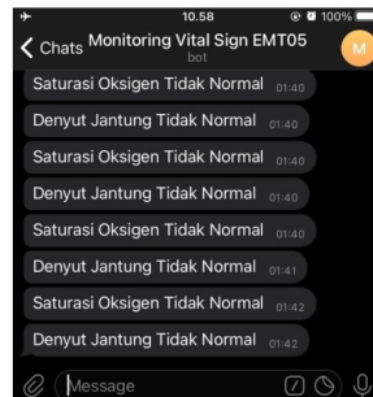 10.58
100%
Chats
Monitoring Vital Sign EMT05
bot
M
Saturasi Oksigen Tidak Normal 01:40
Denyut Jantung Tidak Normal 01:40
Saturasi Oksigen Tidak Normal 01:40
Denyut Jantung Tidak Normal 01:40
Saturasi Oksigen Tidak Normal 01:40
Denyut Jantung Tidak Normal 01:41
Saturasi Oksigen Tidak Normal 01:42
Denyut Jantung Tidak Normal 01:42
Message